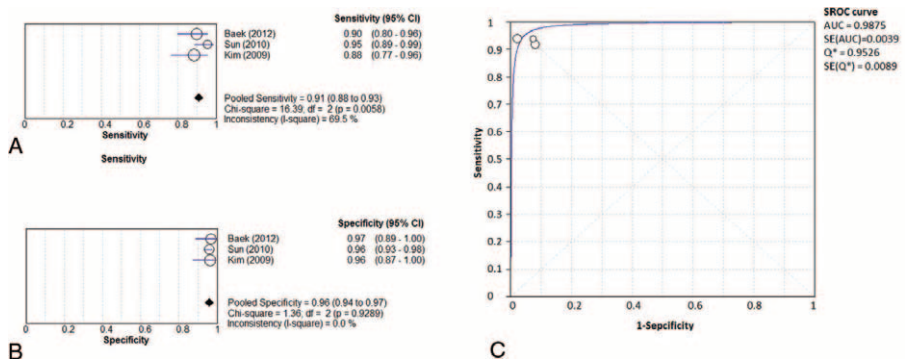 Sensitivity (95% CI)
Baek (2012) 0.90 (0.80 - 0.96)
Sun (2010) 0.95 (0.89 - 0.99)
Kim (2009) 0.88 (0.77 - 0.96)
Pooled Sensitivity = 0.91 (0.88 to 0.93)
Chi-square = 16.39; df = 2 (p = 0.0058)
Inconsistency (I-square) = 69.5 %
0 0.2 0.4 0.6 0.8 1
Sensitivity
A
Sensitivity
Specificity (95% CI)
Baek (2012) 0.97 (0.89 - 1.00)
Sun (2010) 0.96 (0.93 - 0.98)
Kim (2009) 0.96 (0.87 - 1.00)
Pooled Specificity = 0.96 (0.94 to 0.97)
Chi-square = 1.36; df = 2 (p = 0.9289)
Inconsistency (I-square) = 0.0 %
0 0.2 0.4 0.6 0.8 1
Specificity
B
SROC curve
AUC = 0.9875
SE(AUC)=0.0039
Q* = 0.9526
SE(Q*) = 0.0089
Sensitivity
1
0.9
0.8
0.7
0.6
0.5
0.4
0.3
0.2
0.1
0
0 0.2 0.4 0.6 0.8 1
1-Sepcificity
C